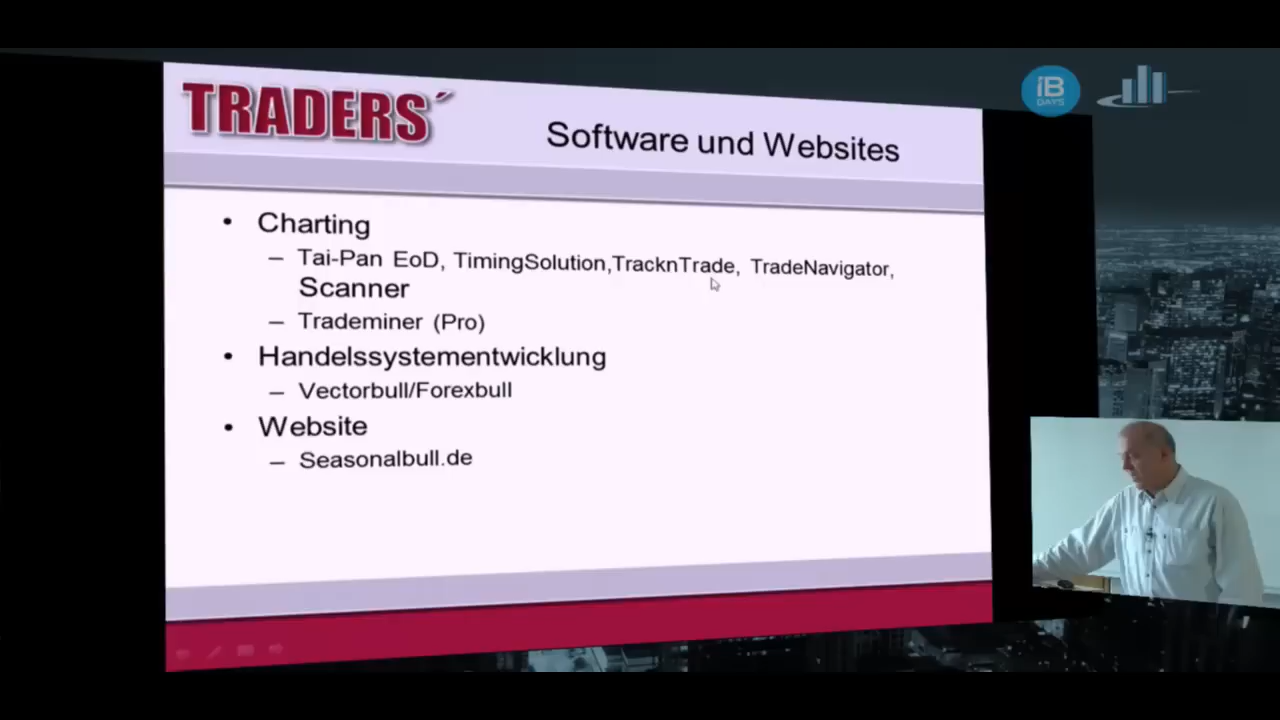 iB
DAYS
TRADERS´
Software und Websites
• Charting
– Tai-Pan EoD, TimingSolution,TracknTrade, TradeNavigator,
Scanner
– Trademiner (Pro)
• Handelssystementwicklung
– Vectorbull/Forexbull
• Website
– Seasonalbull.de